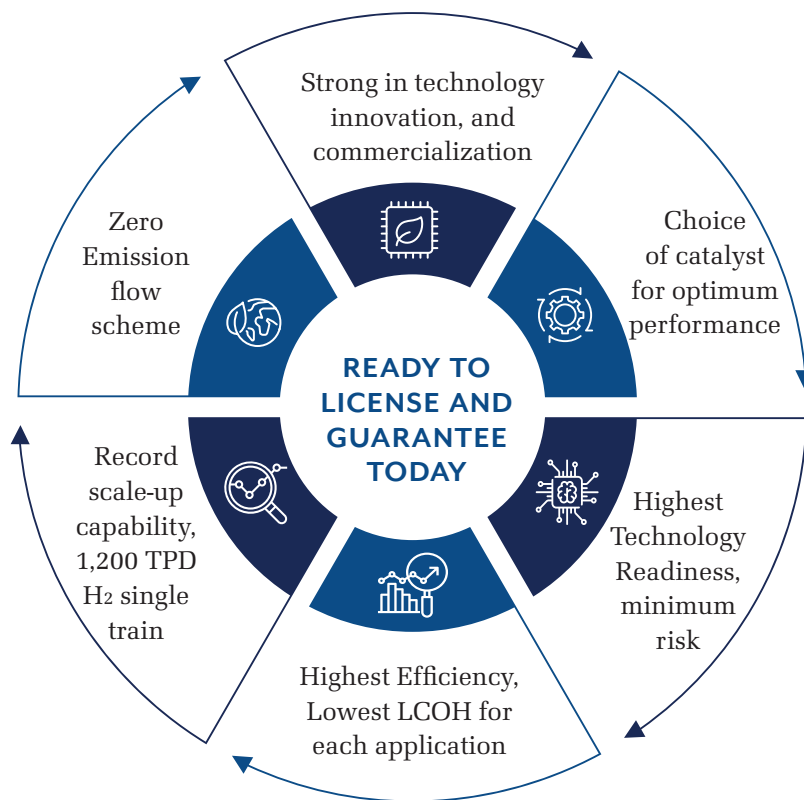 Strong in technology
innovation, and
commercialization
Choice
of catalyst
for optimum
performance
Highest
Technology
Readiness,
minimum
risk
Highest Efficiency,
Lowest LCOH for
each application
Record
scale-up
capability,
1,200 TPD
H2 single
train
Zero
Emission
flow
scheme
READY TO
LICENSE AND
GUARANTEE
TODAY